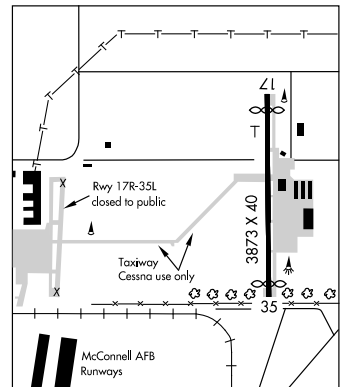 17
T
X
Rwy 17R-35L
closed to public
3873 X 40
Taxiway
Cessna use only
X
35
McConnell AFB
Runways